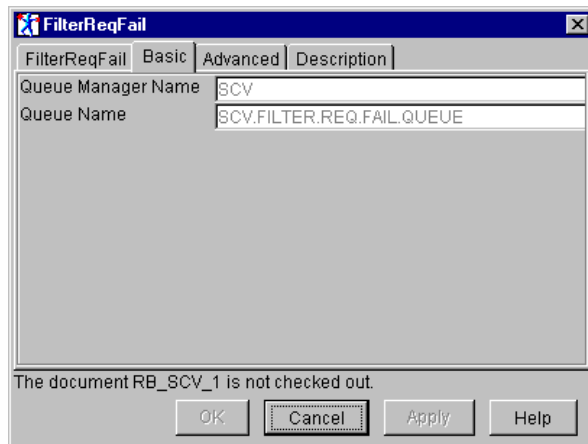 FilterReqFail
FilterReqFail Basic Advanced Description
Queue Manager Name SCV
Queue Name SCV.FILTER.REQ.FAIL.QUEUE
The document RB_SCV_1 is not checked out.
OK Cancel Apply Help